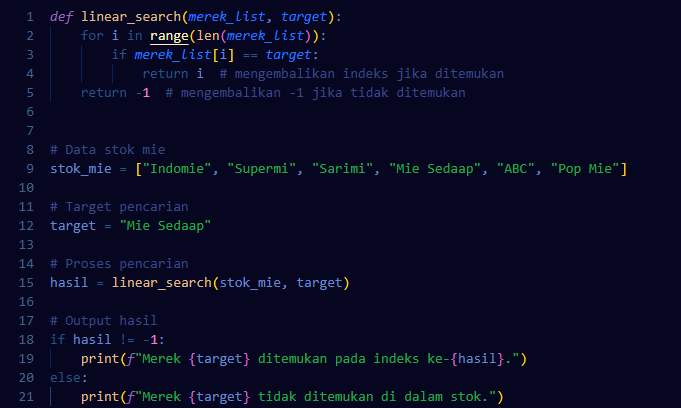 1 def linear_search(merek_list, target):
2     for i in range(len(merek_list)):
3         if merek_list[i] == target:
4             return i  # mengembalikan indeks jika ditemukan
5     return -1  # mengembalikan -1 jika tidak ditemukan
6
7
8 # Data stok mie
9 stok_mie = ["Indomie", "Supermi", "Sarimi", "Mie Sedaap", "ABC", "Pop Mie"]
10
11 # Target pencarian
12 target = "Mie Sedaap"
13
14 # Proses pencarian
15 hasil = linear_search(stok_mie, target)
16
17 # Output hasil
18 if hasil != -1:
19     print(f"Merek {target} ditemukan pada indeks ke-{hasil}.")
20 else:
21     print(f"Merek {target} tidak ditemukan di dalam stok.")